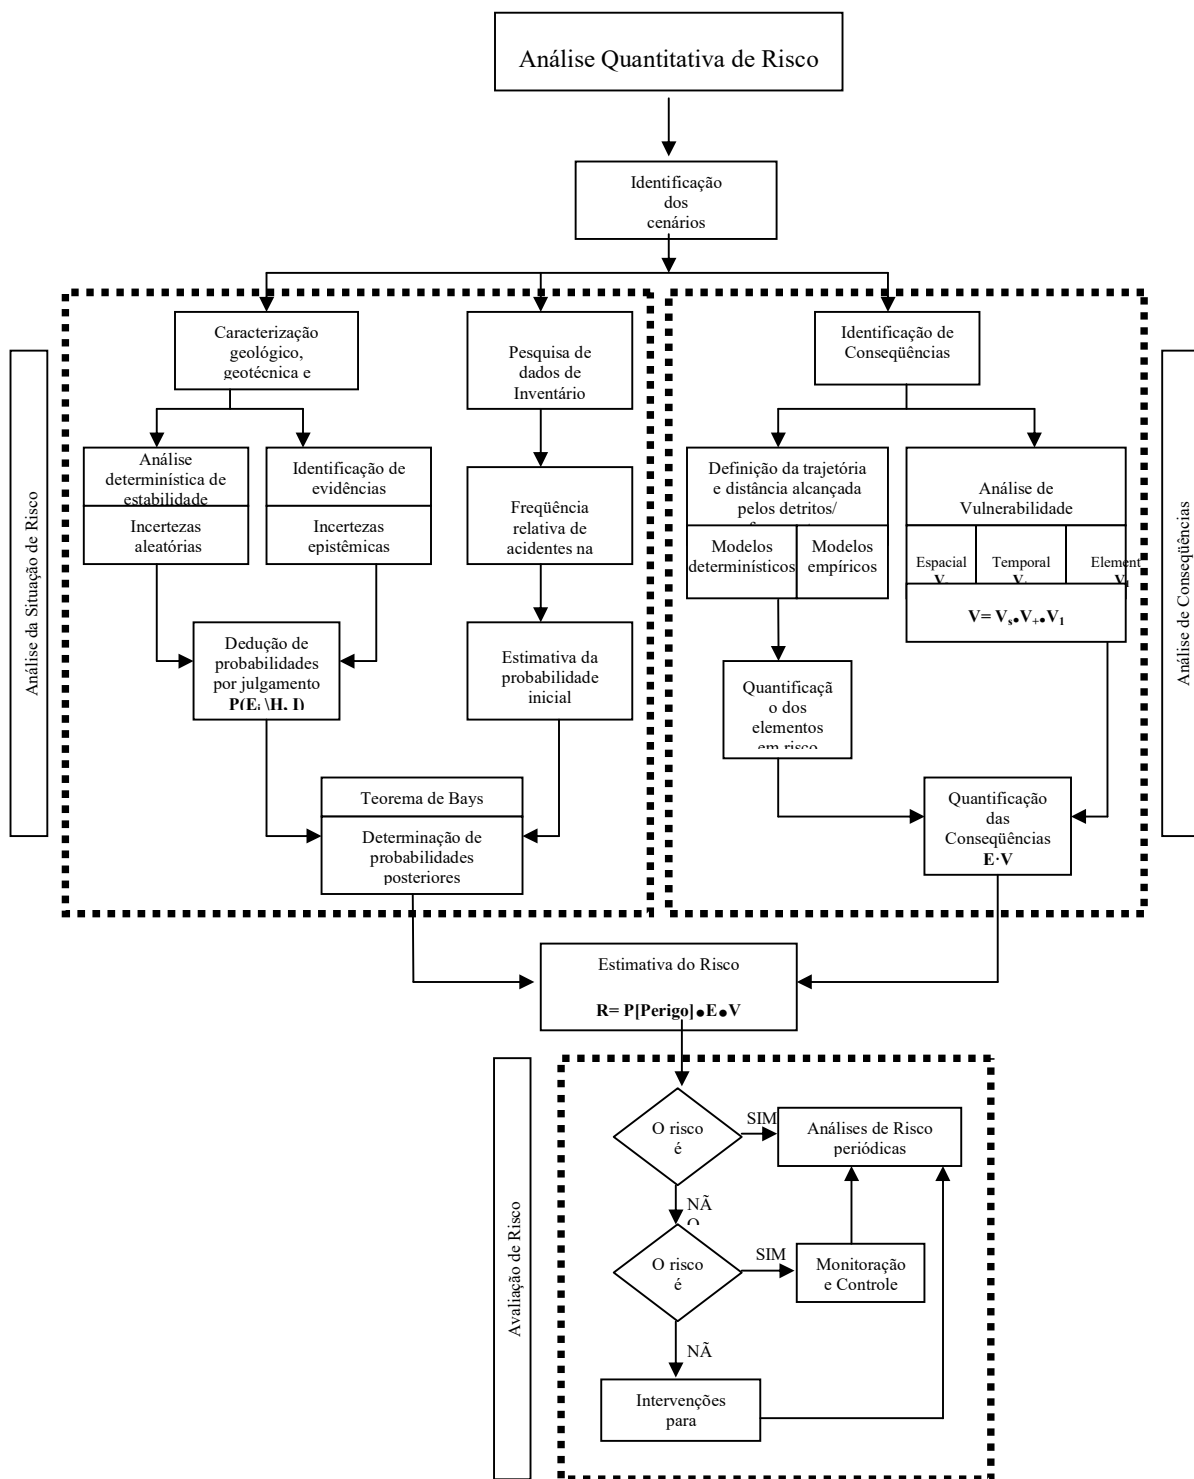 Análise Quantitativa de Risco
Identificação
dos
cenários
Análise da Situação de Risco
Caracterização
geológico,
geotécnica e
Pesquisa de
dados de
Inventário
Análise
determinística de
estabilidade
Incertezas
aleatórias
Identificação de
evidências
Incertezas
epistêmicas
Freqüência
relativa de
acidentes na
Dedução de
probabilidades
por julgamento
P(Ei \H, I)
Estimativa da
probabilidade
inicial
Teorema de Bays
Determinação de
probabilidades
posteriores
Identificação de
Conseqüências
Definição da trajetória
e distância alcançada
pelos detritos/
Modelos
determinísticos
Modelos
empíricos
Análise de
Vulnerabilidade
Espacial
Temporal
Element
V= Vs•V+•V1
Quantificaçã
o dos
elementos
em risco
Quantificação
das
Conseqüências
E·V
Análise de Conseqüências
Estimativa do Risco
R= P[Perigo]•E•V
Avaliação de Risco
O risco
é
SIM
Análises de Risco
periódicas
NÃ
O
O risco
é
SIM
Monitoração
e Controle
NÃ
Intervenções
para